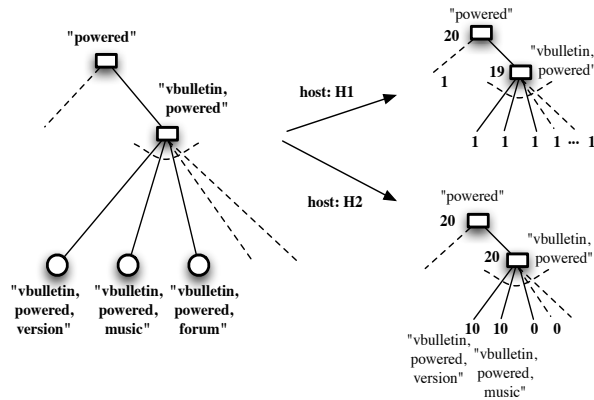 "powered"
"vbulletin,
powered"
"vbulletin,
powered,
version"
"vbulletin,
powered,
music"
"vbulletin,
powered,
forum"
host: H1
host: H2
"powered"
20
1
19
"vbulletin,
powered"
1 1 1 1 ... 1
"powered"
20
20
"vbulletin,
powered"
10 10 0 0
"vbulletin,
powered,
version"
"vbulletin,
powered,
music"